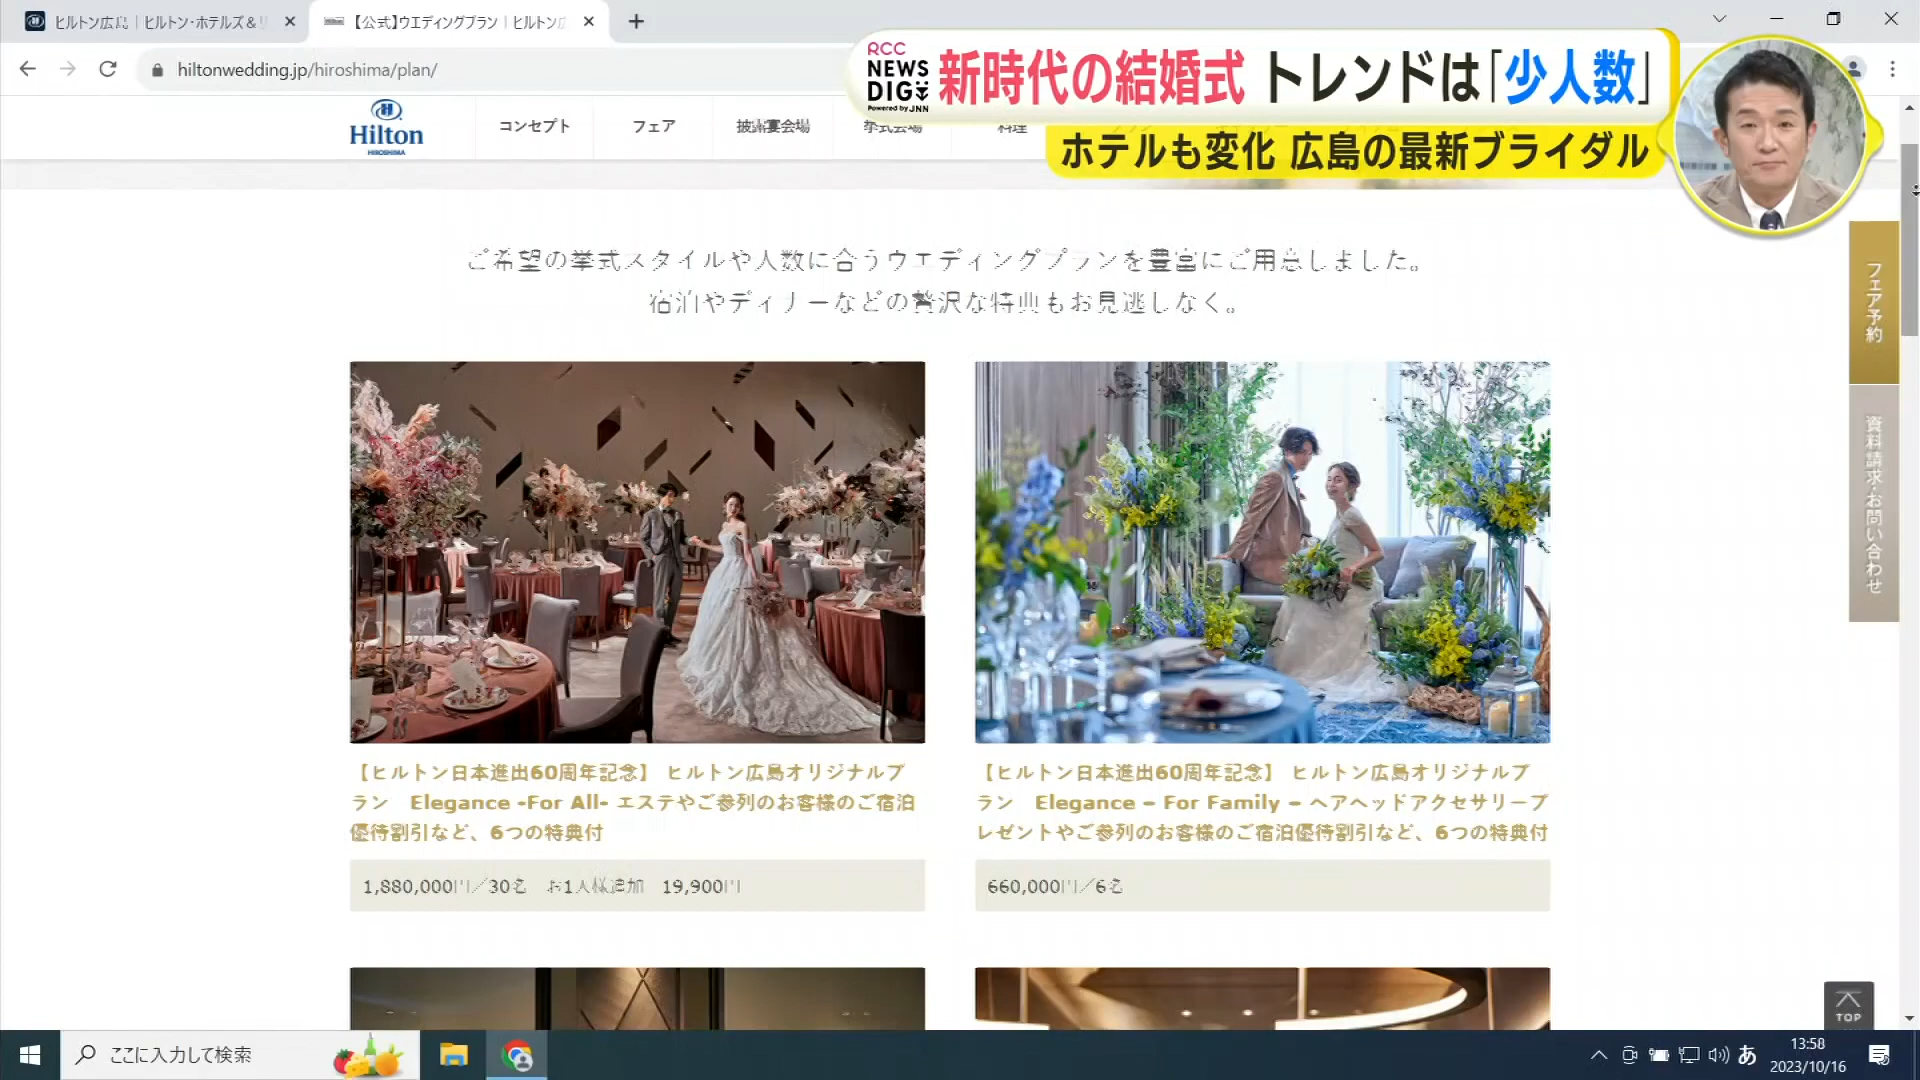 ヒルトン広島｜ヒルトン・ホテルズ＆リ
【公式】ウエディングプラン｜ヒルトン広
hiltonwedding.jp/hiroshima/plan/
RCC
NEWS
DIG
Powered by JNN
新時代の結婚式 トレンドは「少人数」
ホテルも変化 広島の最新ブライダル
Hilton
HIROSHIMA
コンセプト
フェア
披露宴会場
挙式会場
料理
ご希望の挙式スタイルや人数に合うウエディングプランを豊富にご用意しました。
宿泊やディナーなどの贅沢な特典もお見逃しなく。
フェア予約
資料請求・お問い合わせ
【ヒルトン日本進出60周年記念】 ヒルトン広島オリジナルプ
ラン　Elegance -For All- エステやご参列のお客様のご宿泊
優待割引など、6つの特典付
1,880,000円／30名　お1人様追加　19,900円
【ヒルトン日本進出60周年記念】 ヒルトン広島オリジナルプ
ラン　Elegance – For Family – ヘアヘッドアクセサリープ
レゼントやご参列のお客様のご宿泊優待割引など、6つの特典付
660,000円／6名
TOP
ここに入力して検索
あ
13:58
2023/10/16